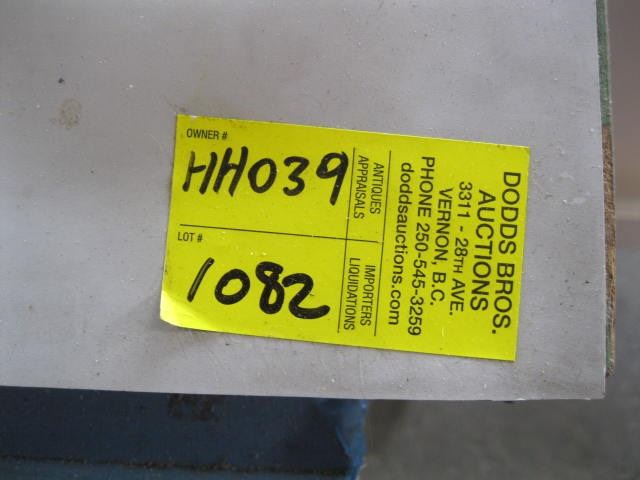 OWNER #
HH039
LOT #
1082
ANTIQUES
APPRAISALS
IMPORTERS
LIQUIDATIONS
DODDS BROS.
AUCTIONS
3311 - 28TH AVE.
VERNON, B.C.
PHONE 250-545-3259
doddsauctions.com